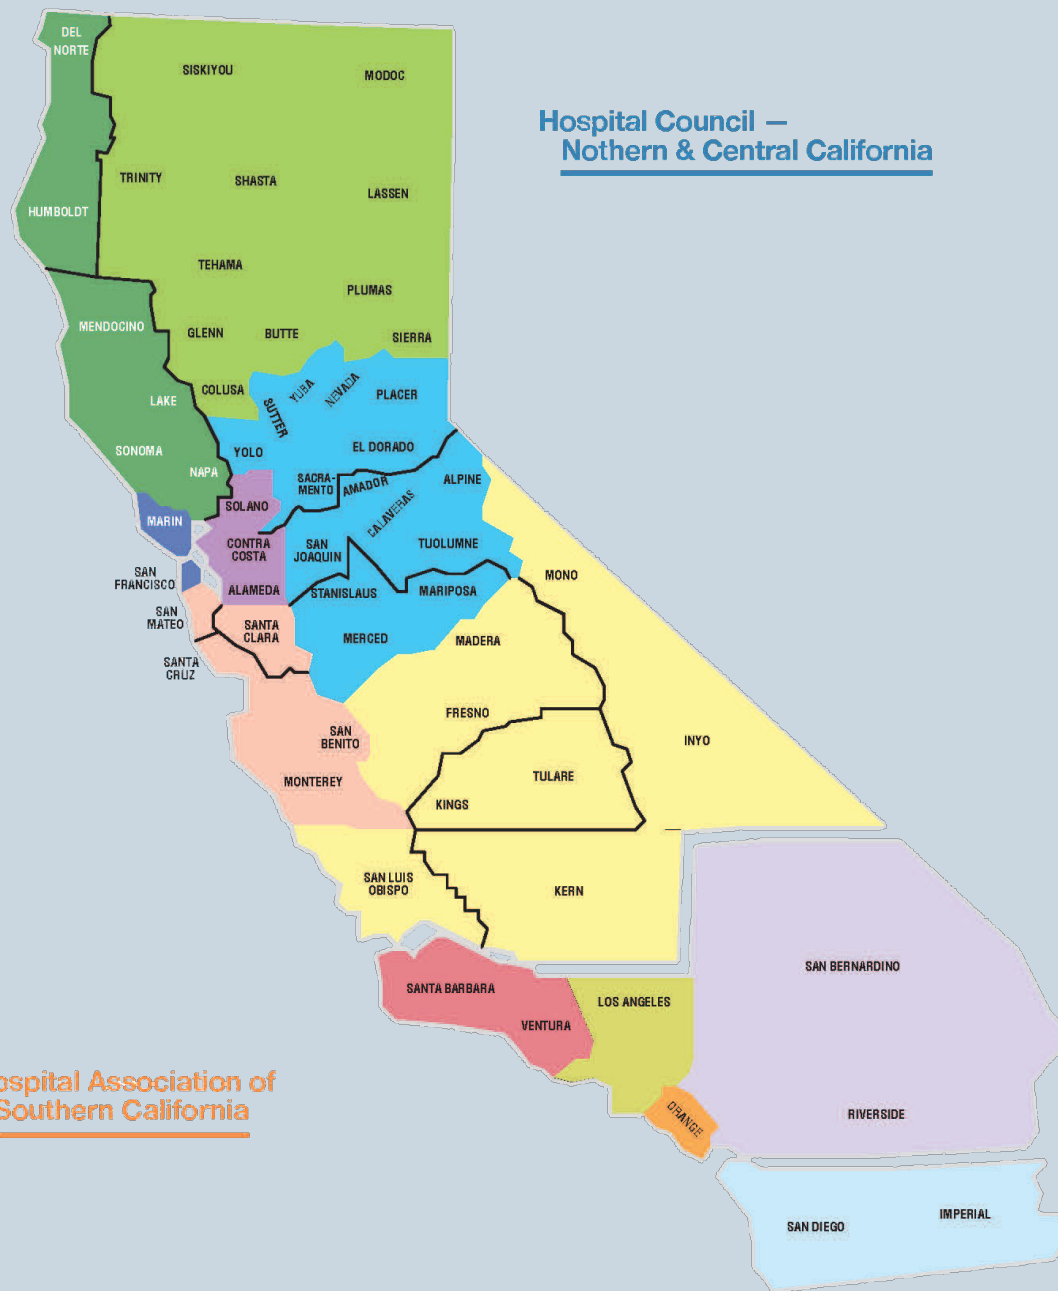 DEL
NORTE
SISKIYOU
MODOC
Hospital Council —
Nothern & Central California
TRINITY
SHASTA
LASSEN
HUMBOLDT
TEHAMA
PLUMAS
MENDOCINO
GLENN
BUTTE
SIERRA
COLUSA
YUBA
NEVADA
PLACER
LAKE
SUTTER
SONOMA
YOLO
EL DORADO
NAPA
SACRA-
MENTO
AMADOR
ALPINE
SOLANO
CALAVERAS
MARIN
CONTRA
COSTA
SAN
JOAQUIN
TUOLUMNE
SAN
FRANCISCO
ALAMEDA
STANISLAUS
MARIPOSA
MONO
SAN
MATEO
SANTA
CLARA
MERCED
MADERA
SANTA
CRUZ
FRESNO
SAN
BENITO
INYO
MONTEREY
TULARE
KINGS
SAN LUIS
OBISPO
KERN
SAN BERNARDINO
SANTA BARBARA
LOS ANGELES
VENTURA
ospital Association of
Southern California
ORANGE
RIVERSIDE
SAN DIEGO
IMPERIAL